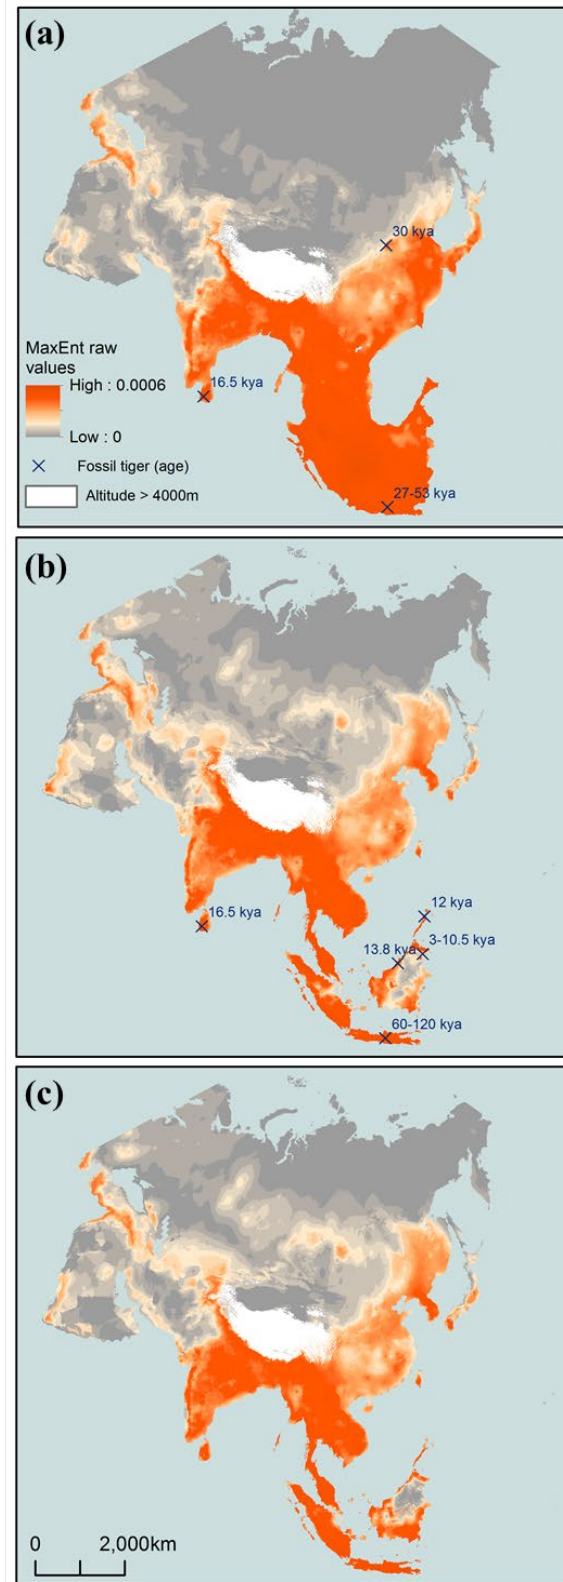 (a)
30 kya
MaxEnt raw
values
High : 0.0006
Low : 0
16.5 kya
Fossil tiger (age)
Altitude > 4000m
27-53 kya
(b)
16.5 kya
12 kya
3-10.5 kya
13.8 kya
60-120 kya
(c)
0 2,000km